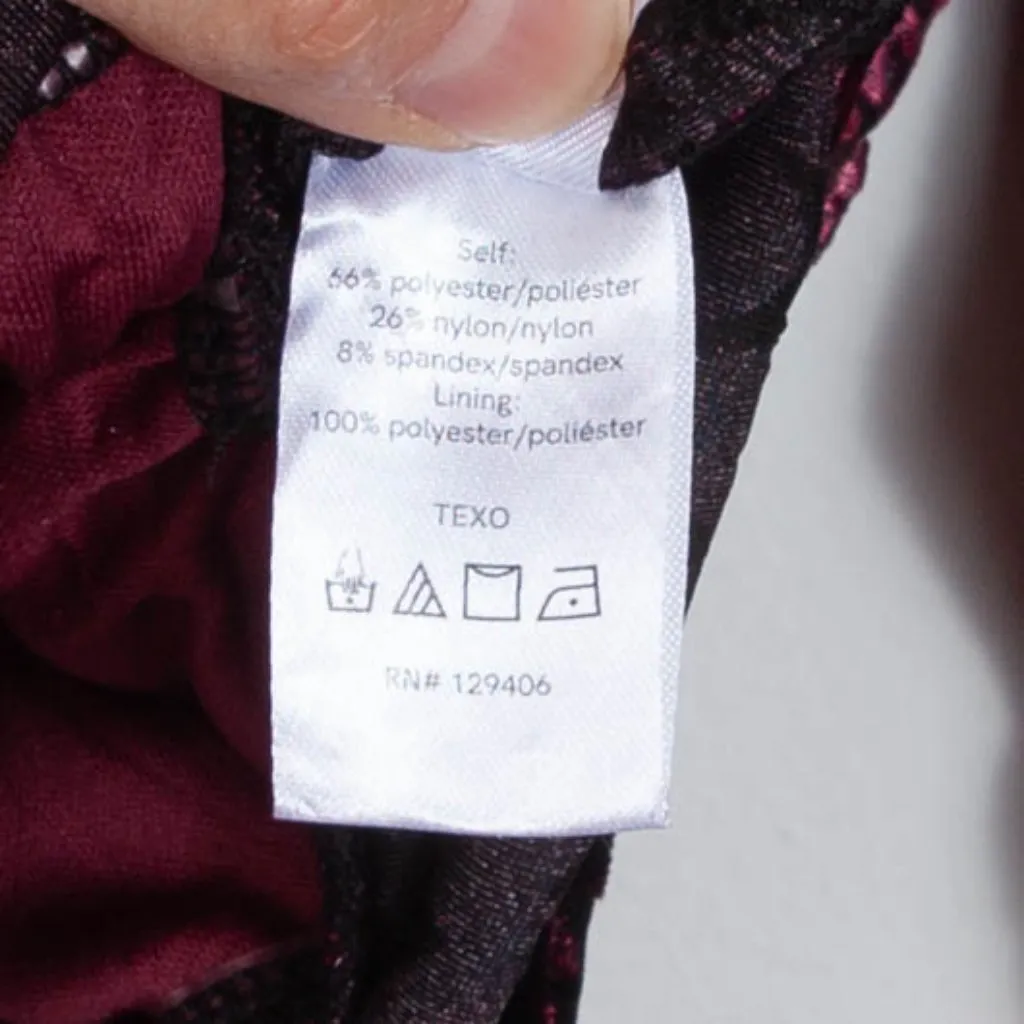 Self:
66% polyester/poliéster
26% nylon/nylon
8% spandex/spandex
Lining:
100% polyester/poliéster
TEXO
RN# 129406